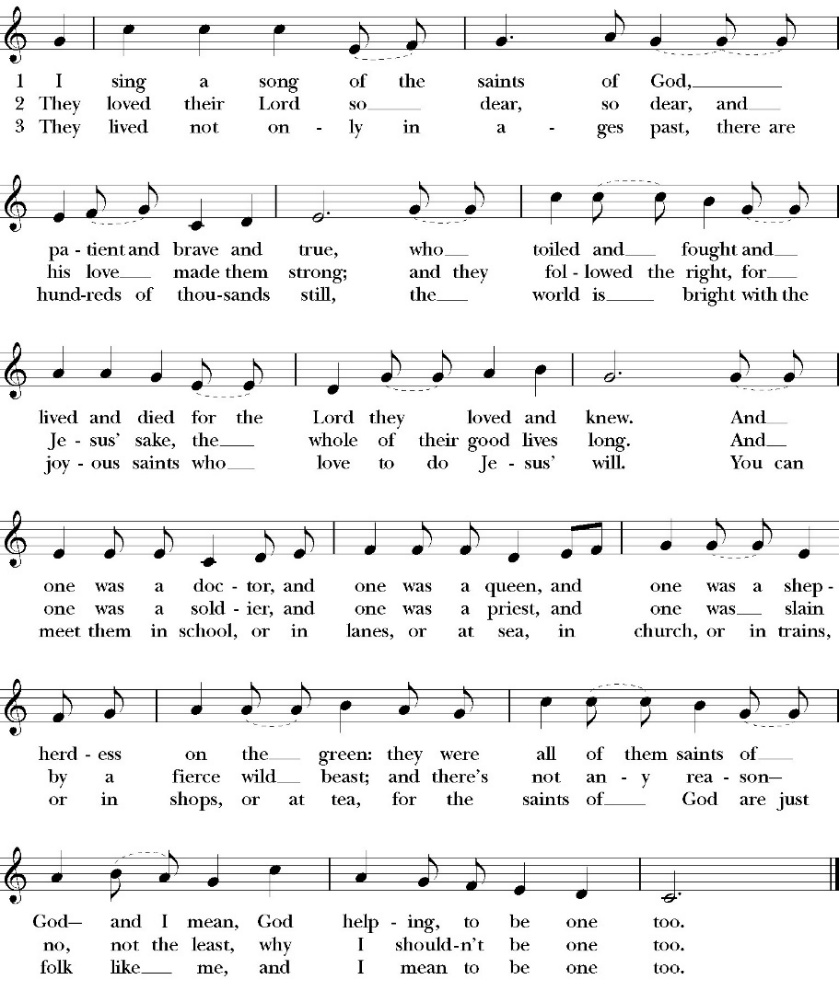 1 I sing a song of the saints of God,
2 They loved their Lord so dear, so dear, and
3 They lived not on - ly in a - ges past, there are
pa - tient and brave and true, who toiled and fought and
his love made them strong; and they fol - lowed the right, for
hund - reds of thou - sands still, the world is bright with the
lived and died for the Lord they loved and knew. And
Je - sus' sake, the whole of their good lives long. And
joy - ous saints who love to do Je - sus' will. You can
one was a doc - tor, and one was a queen, and one was a shep -
one was a sold - ier, and one was a priest, and one was slain
meet them in school, or in lanes, or at sea, in church, or in trains,
herd - ess on the green: they were all of them saints of
by a fierce wild beast; and there's not an - y rea - son—
or in shops, or at tea, for the saints of God are just
God— and I mean, God help - ing, to be one too.
no, not the least, why I should - n't be one too.
folk like me, and I mean to be one too.